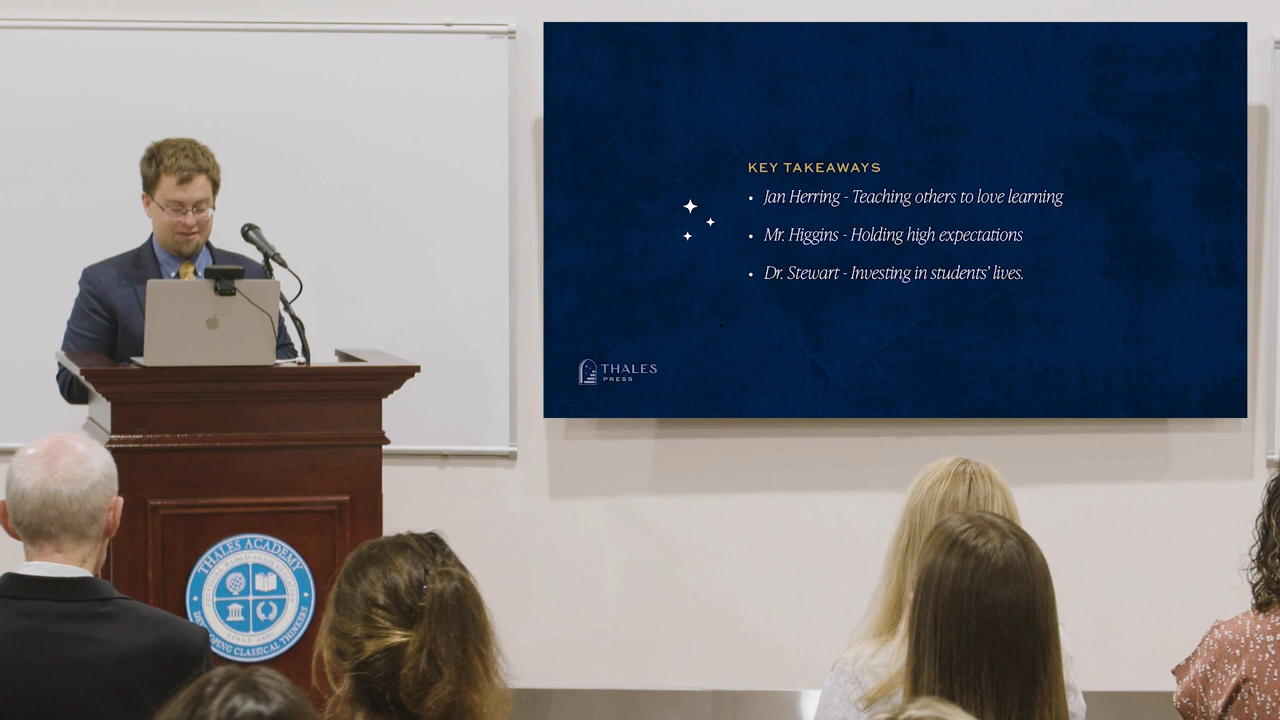 KEY TAKEAWAYS
• Jan Herring - Teaching others to love learning
• Mr. Higgins - Holding high expectations
• Dr. Stewart - Investing in students' lives.
THALES
PRESS
THALES ACADEMY
DEVELOPING CLASSICAL THINKERS